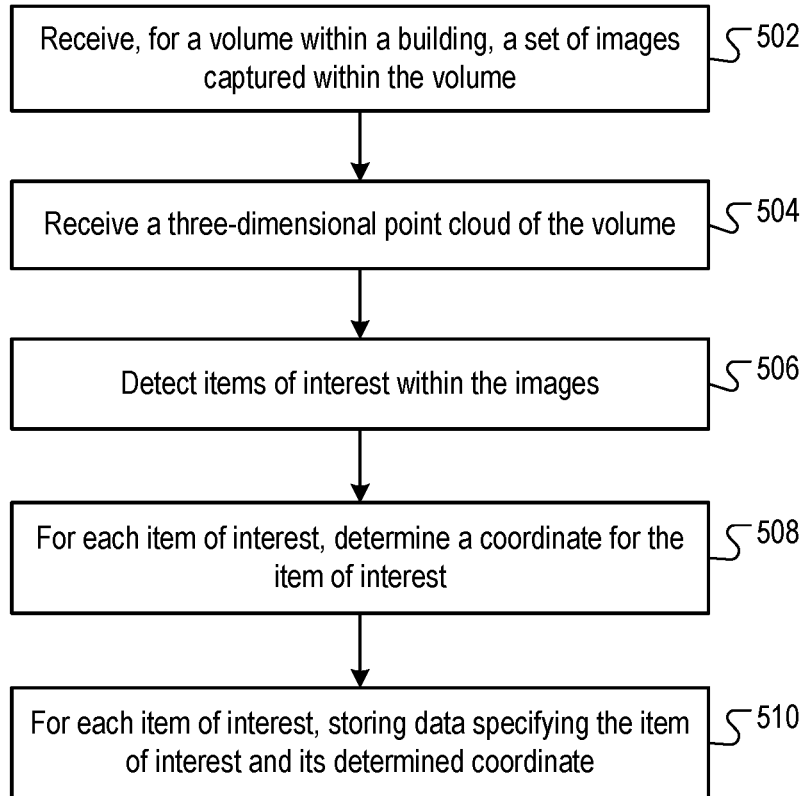 Receive, for a volume within a building, a set of images
captured within the volume
502
Receive a three-dimensional point cloud of the volume
504
Detect items of interest within the images
506
For each item of interest, determine a coordinate for the
item of interest
508
For each item of interest, storing data specifying the item
of interest and its determined coordinate
510